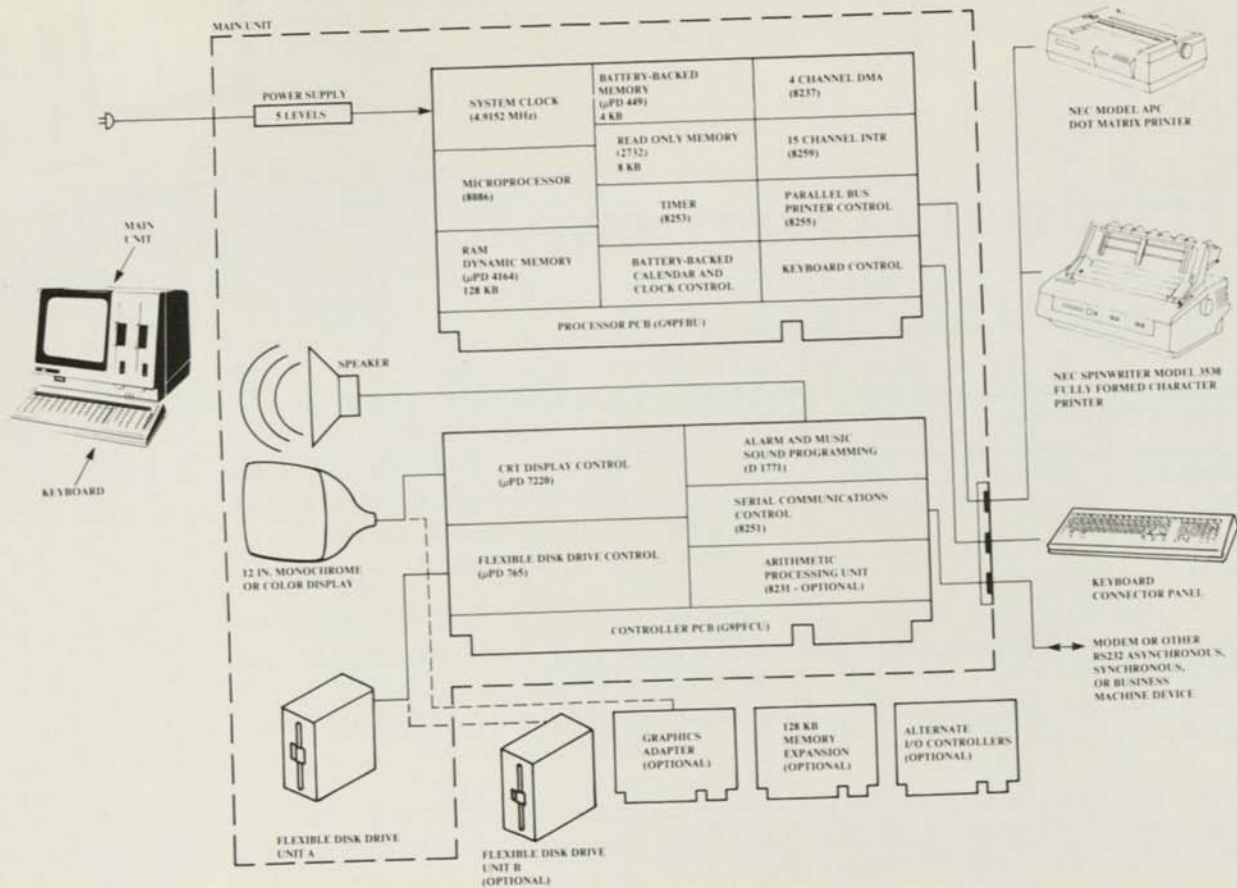 MAIN UNIT
POWER SUPPLY
5 LEVELS
SYSTEM CLOCK
(4.9152 MHz)
MICROPROCESSOR
(8086)
RAM
DYNAMIC MEMORY
(µPD 4164)
128 KB
BATTERY-BACKED
MEMORY
(µPD 449)
4 KB
READ ONLY MEMORY
(2732)
8 KB
TIMER
(8253)
BATTERY-BACKED
CALENDAR AND
CLOCK CONTROL
4 CHANNEL DMA
(8237)
15 CHANNEL INTR
(8259)
PARALLEL BUS
PRINTER CONTROL
(8255)
KEYBOARD CONTROL
PROCESSOR PCB (G9PFBU)
NEC MODEL APC
DOT MATRIX PRINTER
NEC SPINWRITER MODEL 3530
FULLY FORMED CHARACTER
PRINTER
MAIN
UNIT
KEYBOARD
SPEAKER
12 IN. MONOCHROME
OR COLOR DISPLAY
CRT DISPLAY CONTROL
(µPD 7220)
FLEXIBLE DISK DRIVE CONTROL
(µPD 765)
ALARM AND MUSIC
SOUND PROGRAMMING
(D 1771)
SERIAL COMMUNICATIONS
CONTROL
(8251)
ARITHMETIC
PROCESSING UNIT
(8231 - OPTIONAL)
CONTROLLER PCB (G9PFCU)
KEYBOARD
CONNECTOR PANEL
MODEM OR OTHER
RS232 ASYNCHRONOUS,
SYNCHRONOUS,
OR BUSINESS
MACHINE DEVICE
GRAPHICS
ADAPTER
(OPTIONAL)
128 KB
MEMORY
EXPANSION
(OPTIONAL)
ALTERNATE
I/O CONTROLLERS
(OPTIONAL)
FLEXIBLE DISK DRIVE
UNIT A
FLEXIBLE DISK DRIVE
UNIT B
(OPTIONAL)